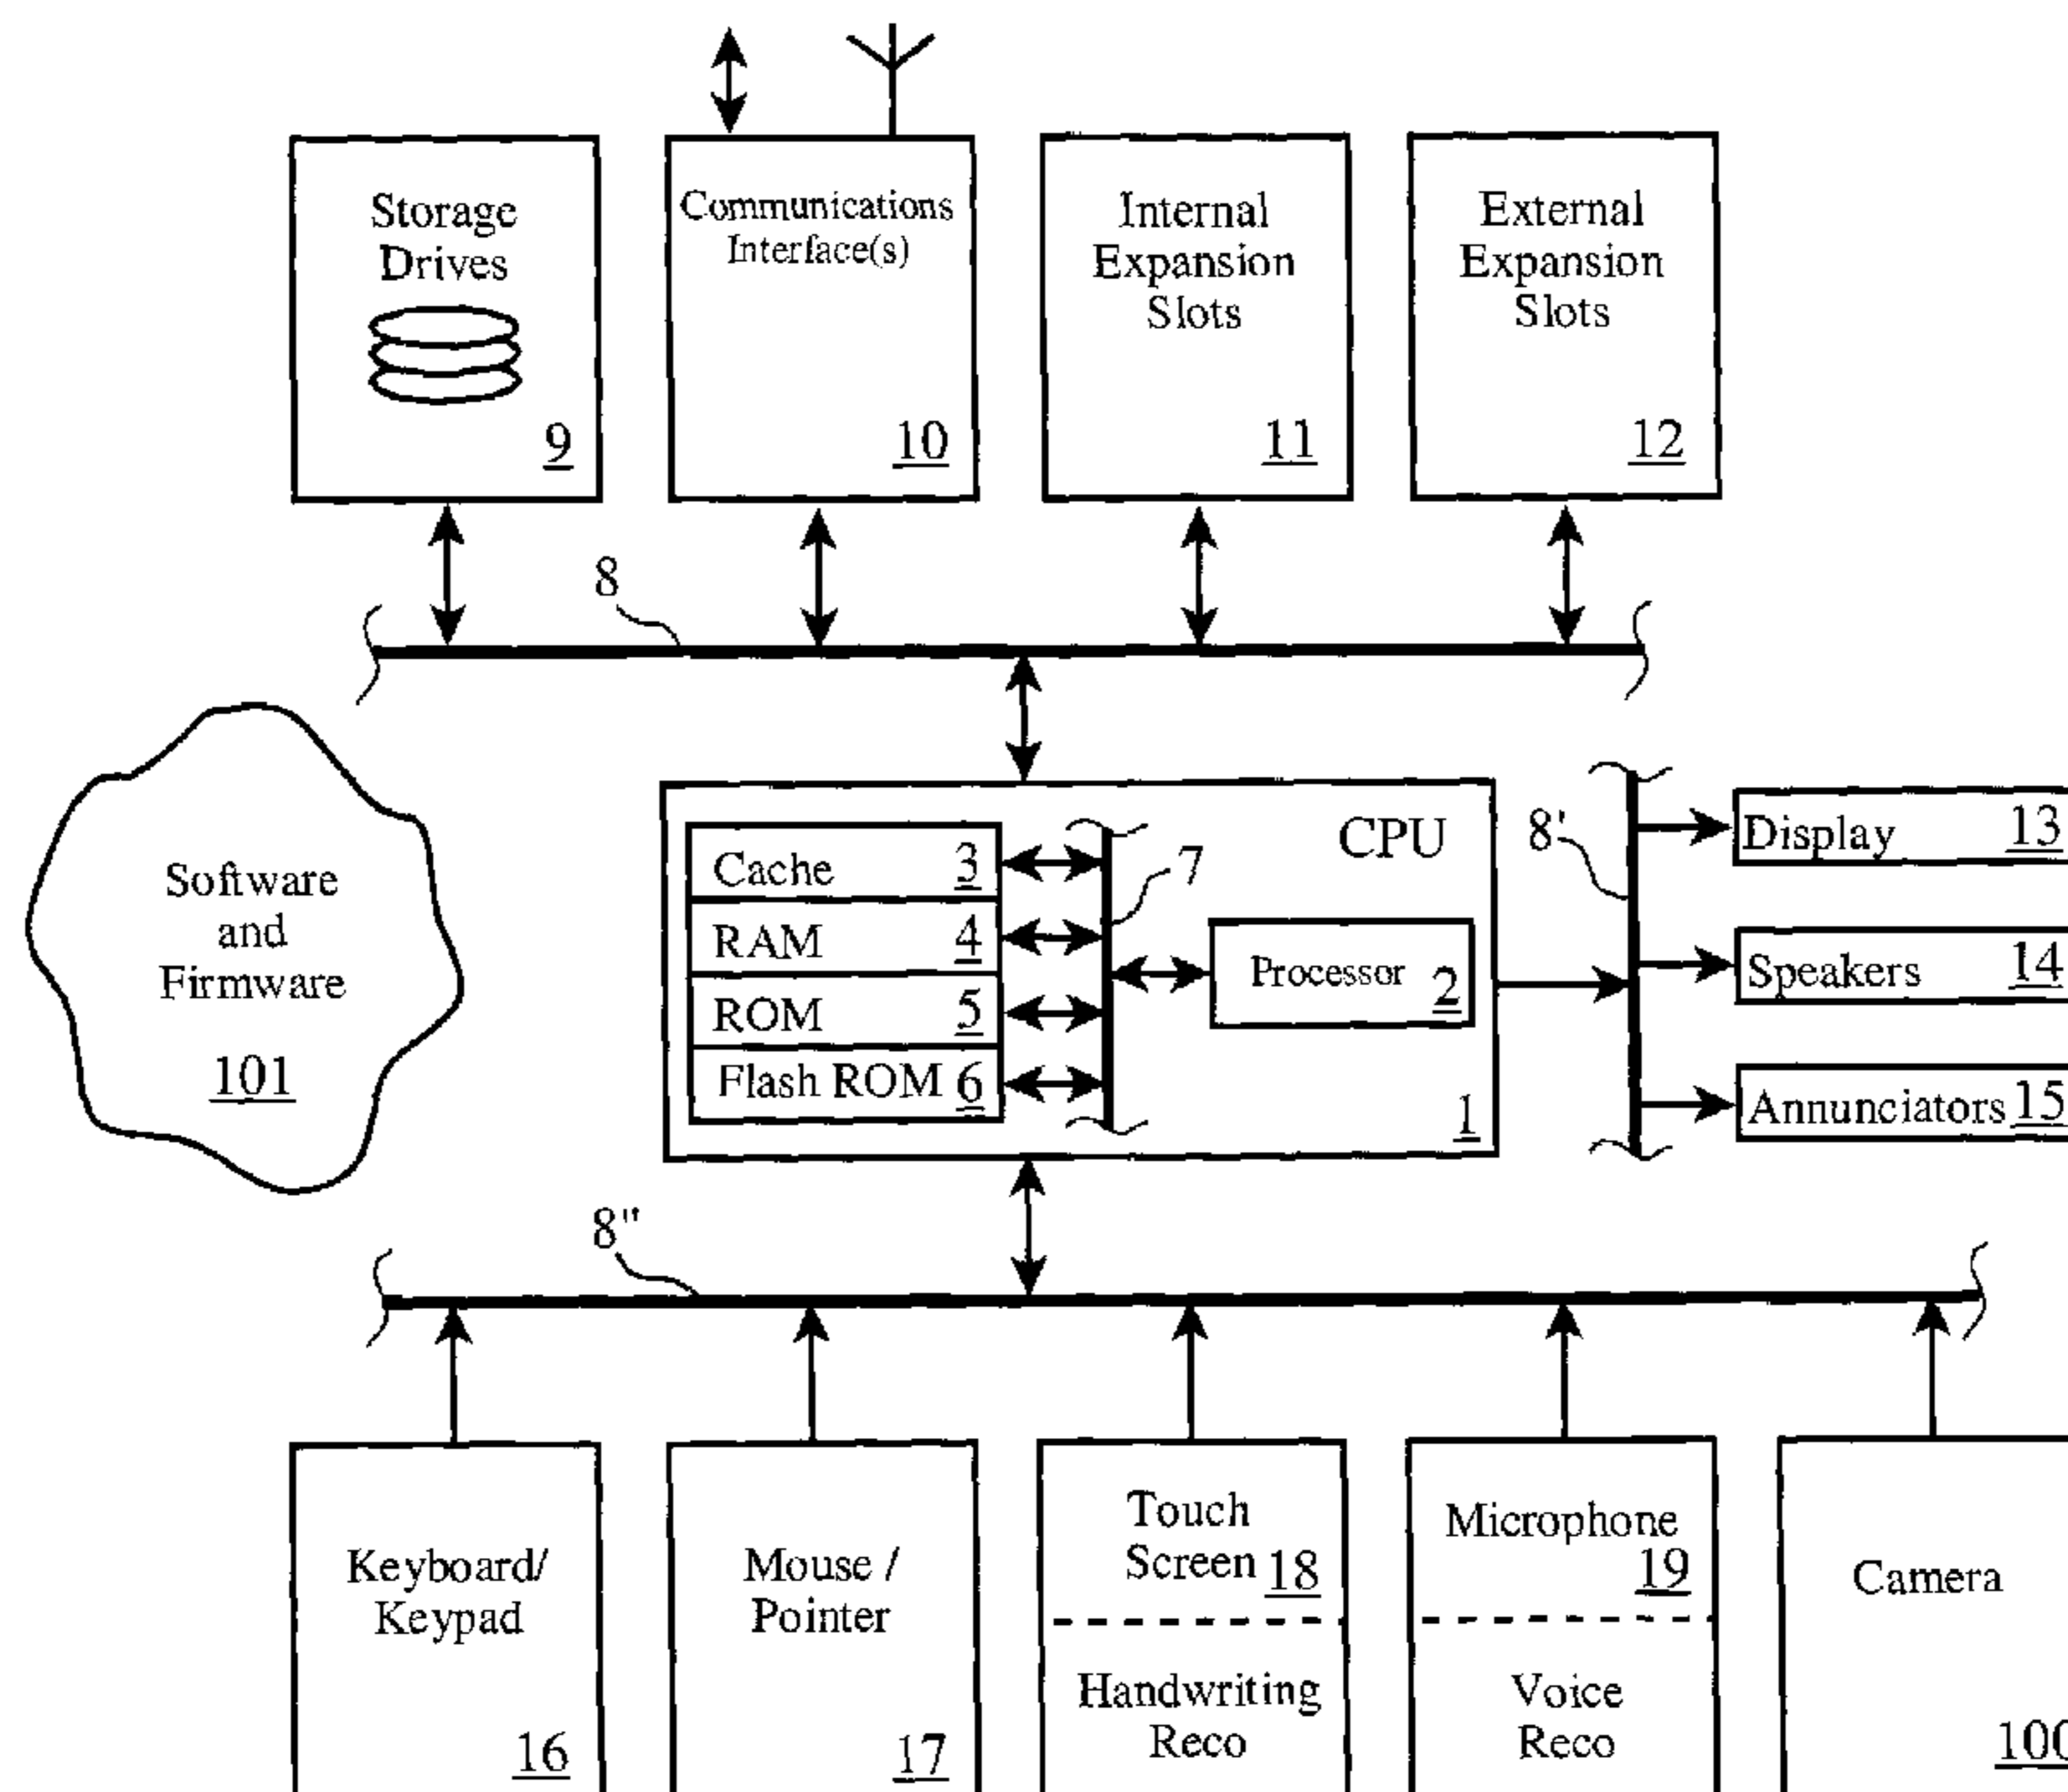 Storage
Drives
9
Communications
Interface(s)
10
Internal
Expansion
Slots
11
External
Expansion
Slots
12
8
Software
and
Firmware
101
CPU
Cache 3
RAM 4
ROM 5
Flash ROM 6
7
Processor 2
1
8'
Display 13
Speakers 14
Annunciators 15
8"
Keyboard/
Keypad
16
Mouse /
Pointer
17
Touch
Screen 18
Handwriting
Reco
Microphone
19
Voice
Reco
Camera
100